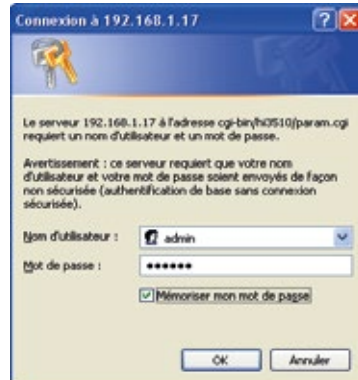 Connexion à 192.168.1.17
Le serveur 192.168.1.17 à l'adresse cgi-bin/hi3510/param.cgi
requiert un nom d'utilisateur et un mot de passe.
Avertissement : ce serveur requiert que votre nom
d'utilisateur et votre mot de passe soient envoyés de façon
non sécurisée (authentification de base sans connexion
sécurisée).
Nom d'utilisateur :
admin
Mot de passe :
••••••
Mémoriser mon mot de passe
OK
Annuler